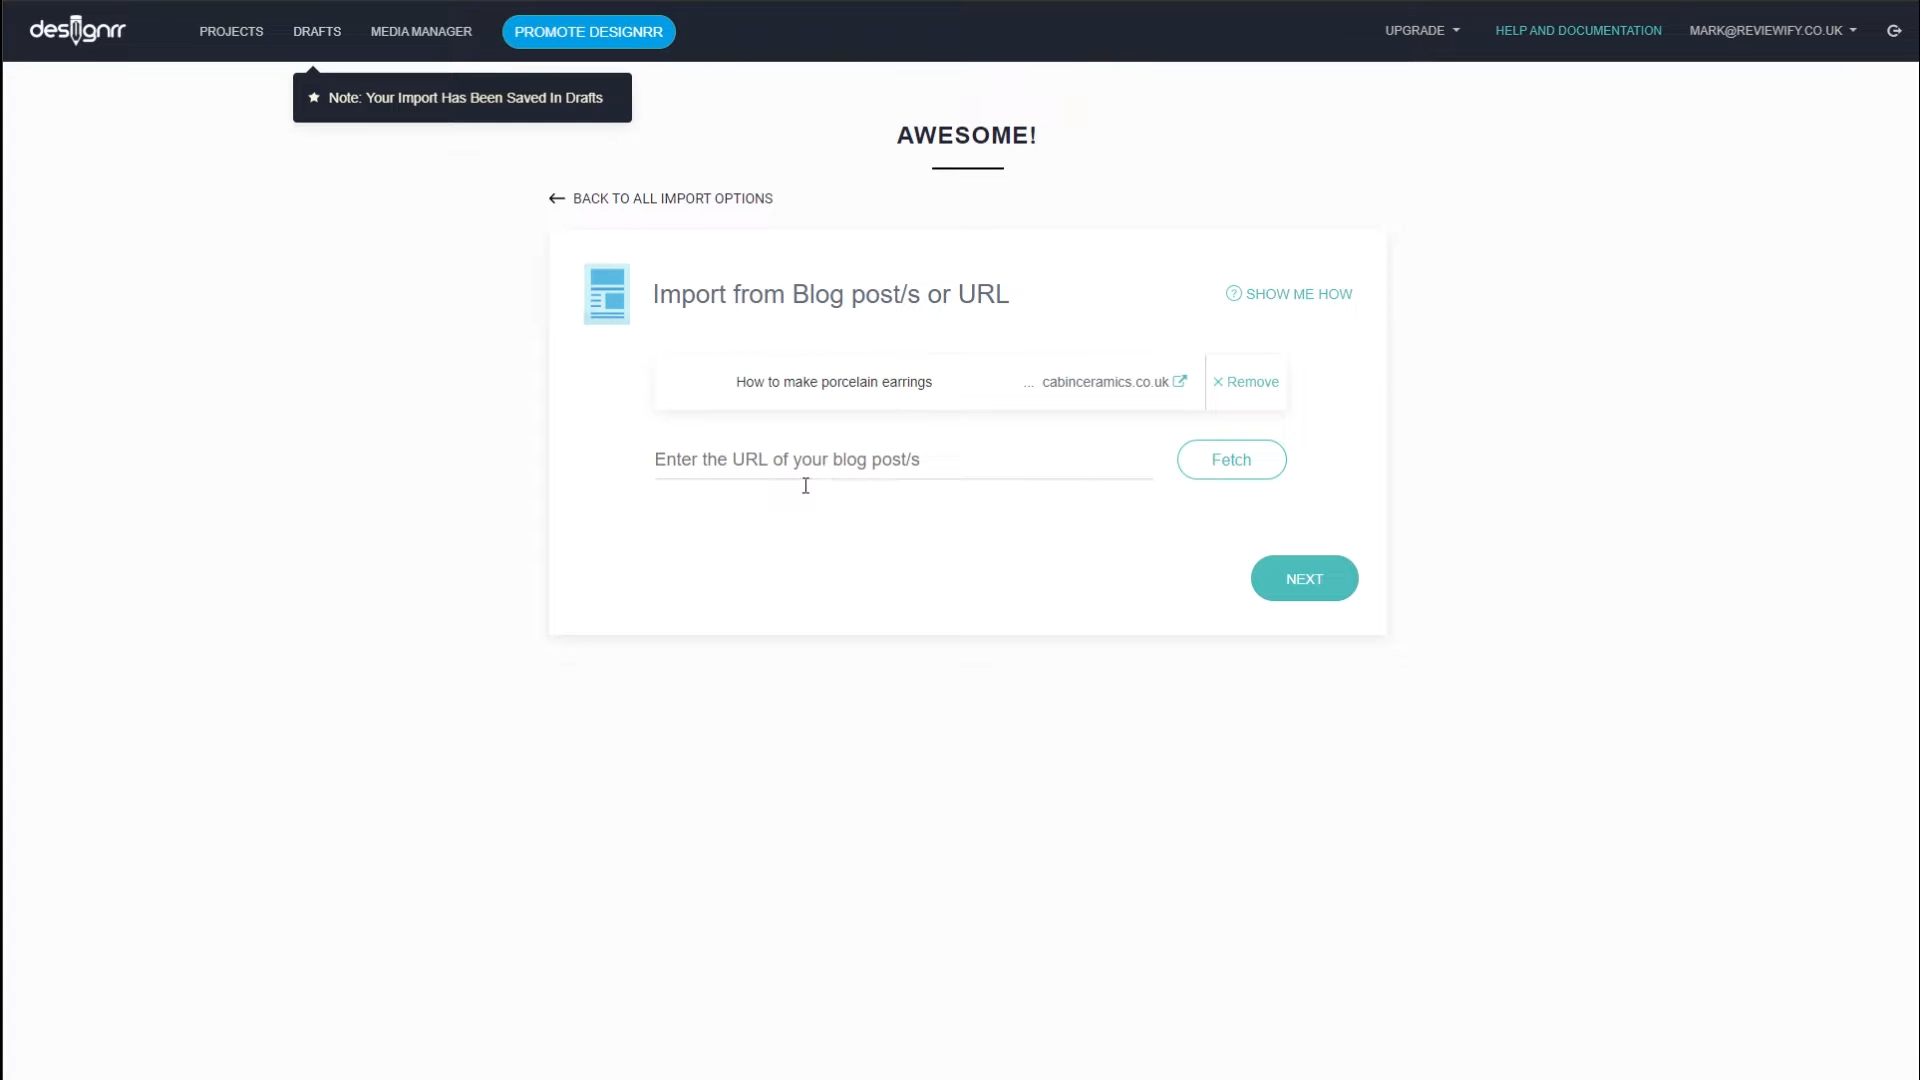 designrr PROJECTS DRAFTS MEDIA MANAGER PROMOTE DESIGNRR UPGRADE HELP AND DOCUMENTATION MARK@REVIEWIFY.CO.UK
Note: Your Import Has Been Saved In Drafts
AWESOME!
BACK TO ALL IMPORT OPTIONS
Import from Blog post/s or URL
? SHOW ME HOW
How to make porcelain earrings ... cabinceramics.co.uk × Remove
Enter the URL of your blog post/s Fetch
NEXT